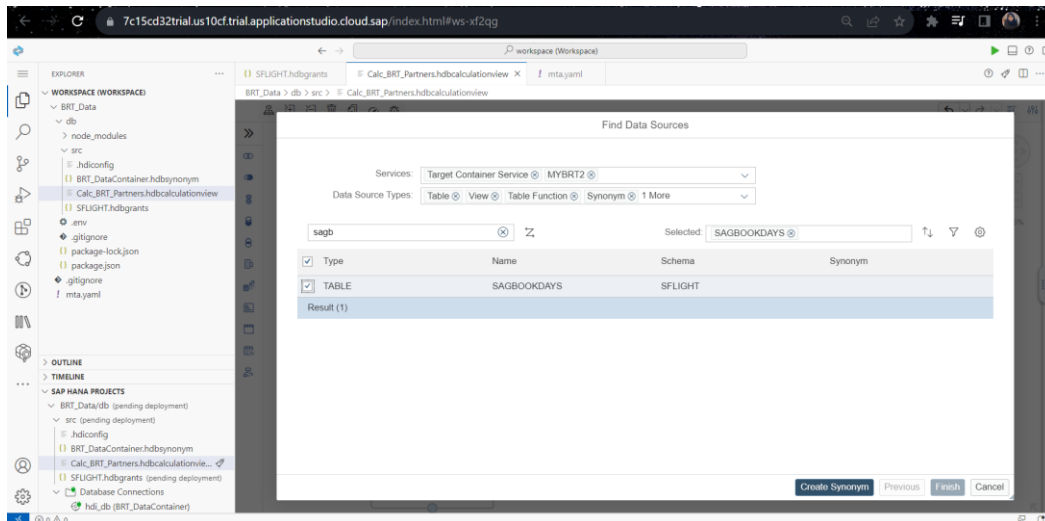 7c15cd32trial.us10cf.trial.applicationstudio.cloud.sap/index.html#ws-xf2qg
workspace (Workspace)
EXPLORER
SFLIGHT.hdbgrants
Calc_BRT_Partners.hdbcalculationview
! mta.yaml
WORKSPACE (WORKSPACE)
BRT_Data > db > src > Calc_BRT_Partners.hdbcalculationview
BRT_Data
db
node_modules
src
.hdiconfig
BRT_DataContainer.hdbsynonym
Calc_BRT_Partners.hdbcalculationview
SFLIGHT.hdbgrants
.env
.gitignore
package-lock.json
package.json
.gitignore
! mta.yaml
OUTLINE
TIMELINE
SAP HANA PROJECTS
BRT_Data/db (pending deployment)
src (pending deployment)
.hdiconfig
BRT_DataContainer.hdbsynonym
Calc_BRT_Partners.hdbcalculationvie...
SFLIGHT.hdbgrants (pending deployment)
Database Connections
hdi_db (BRT_DataContainer)
Find Data Sources
Services: Target Container Service MYBRT2
Data Source Types: Table View Table Function Synonym 1 More
sagb Selected: SAGBOOKDAYS
Type Name Schema Synonym
TABLE SAGBOOKDAYS SFLIGHT
Result (1)
Create Synonym Previous Finish Cancel